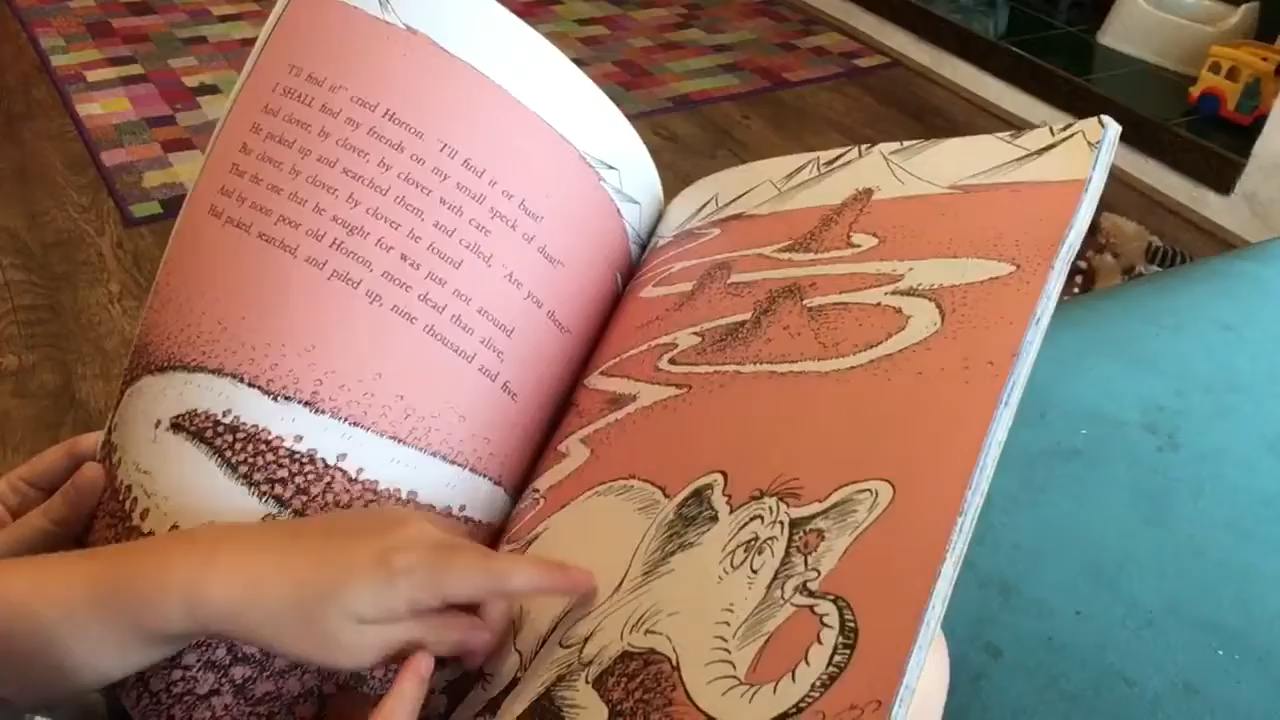 "I'll find it!" cried Horton. "I'll find it or bust!
I SHALL find my friends on my small speck of dust!"
And clover, by clover, by clover with care
He picked up and searched them, and called, "Are you there?"
But clover, by clover, by clover he found
That the one that he sought for was just not around.
And by noon poor old Horton, more dead than alive,
Had picked, searched, and piled up, nine thousand and five.